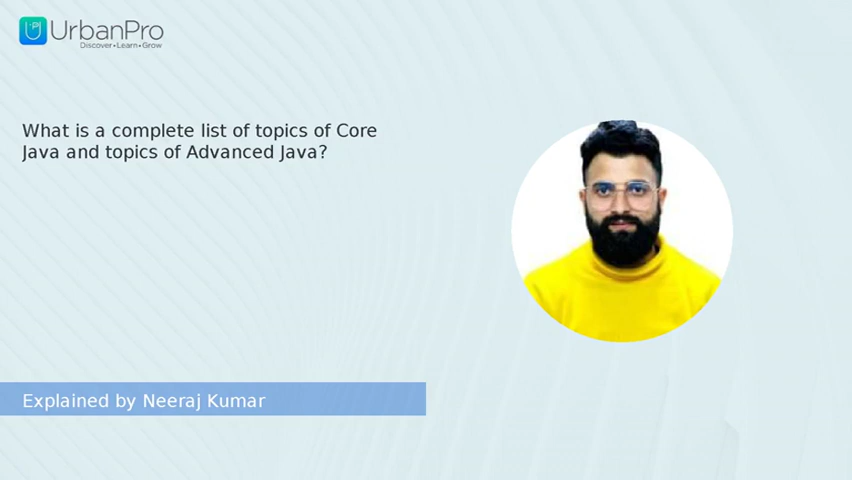 UrbanPro
Discover•Learn•Grow
What is a complete list of topics of Core
Java and topics of Advanced Java?
Explained by Neeraj Kumar